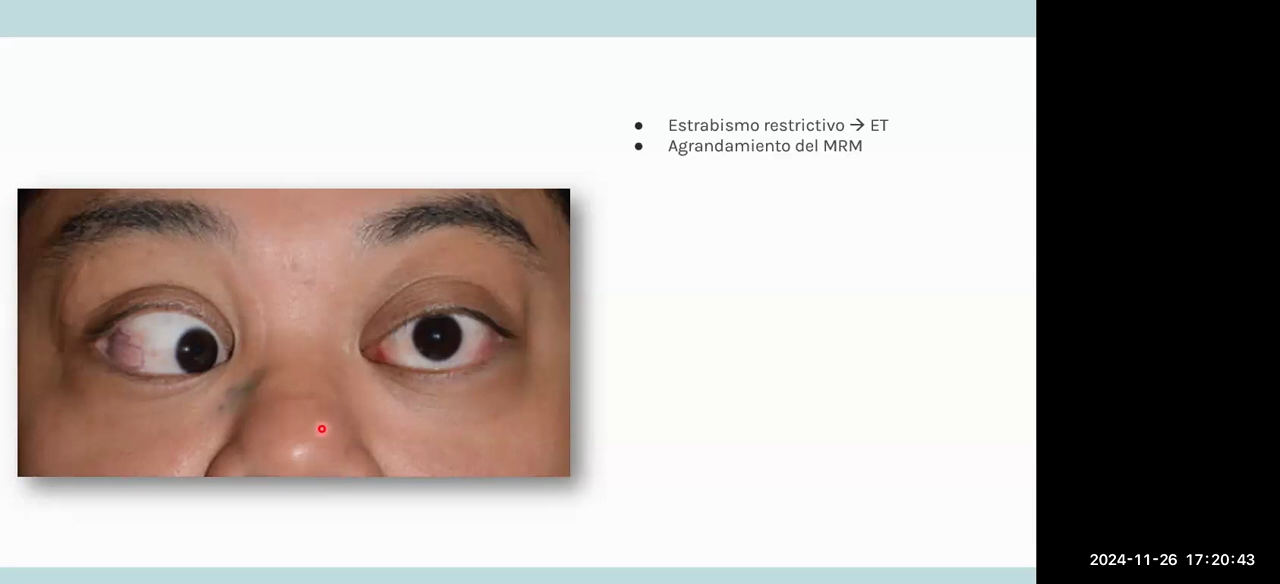 ● Estrabismo restrictivo → ET
● Agrandamiento del MRM
2024-11-26 17:20:43